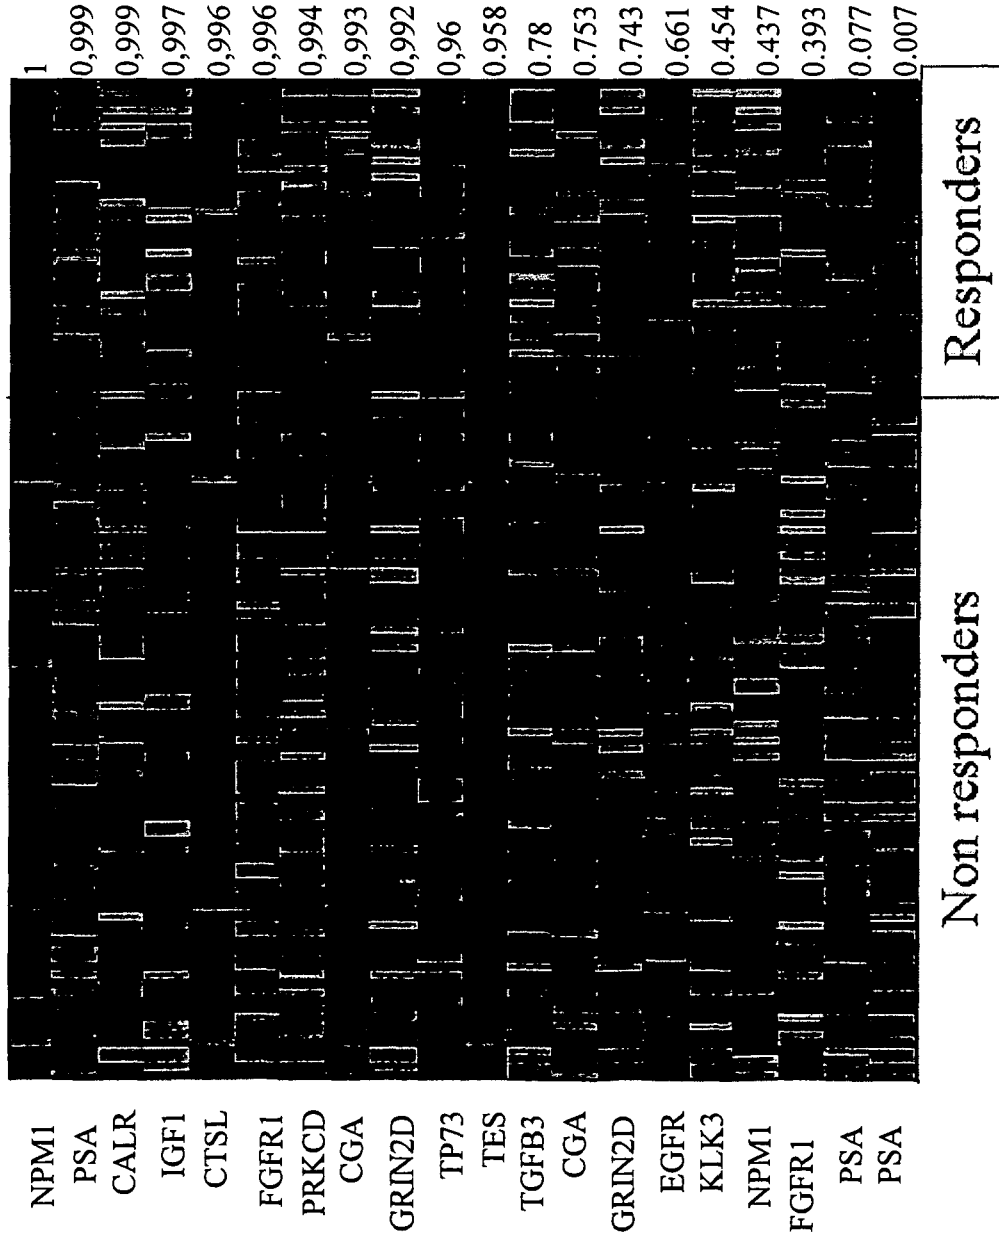 NPM1 1
PSA 0,999
CALR 0,999
IGF1 0,997
CTSL 0,996
FGFR1 0,996
PRKCD 0,994
CGA 0,993
GRIN2D 0,992
TP73 0,96
TES 0.958
TGFB3 0.78
CGA 0.753
GRIN2D 0.743
EGFR 0.661
KLK3 0.454
NPM1 0.437
FGFR1 0.393
PSA 0.077
PSA 0.007
Non responders Responders